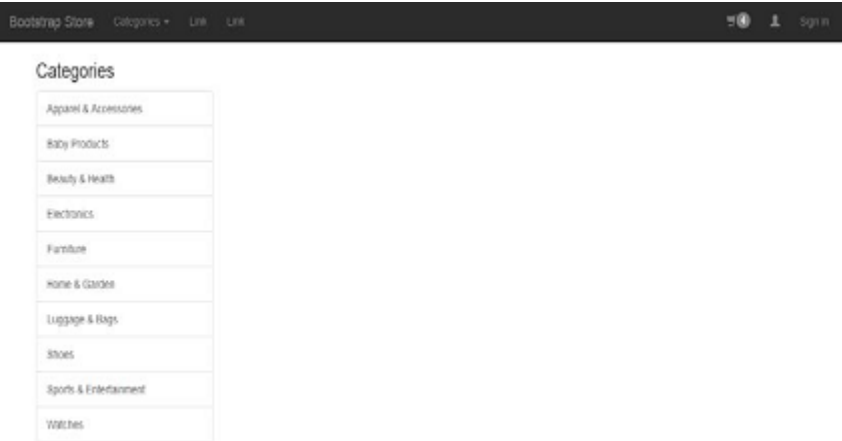 Bootstrap Store Categories Link Link 4 Sign in
Categories
Apparel & Accessories
Baby Products
Beauty & Health
Electronics
Furniture
Home & Garden
Luggage & Bags
Shoes
Sports & Entertainment
Watches